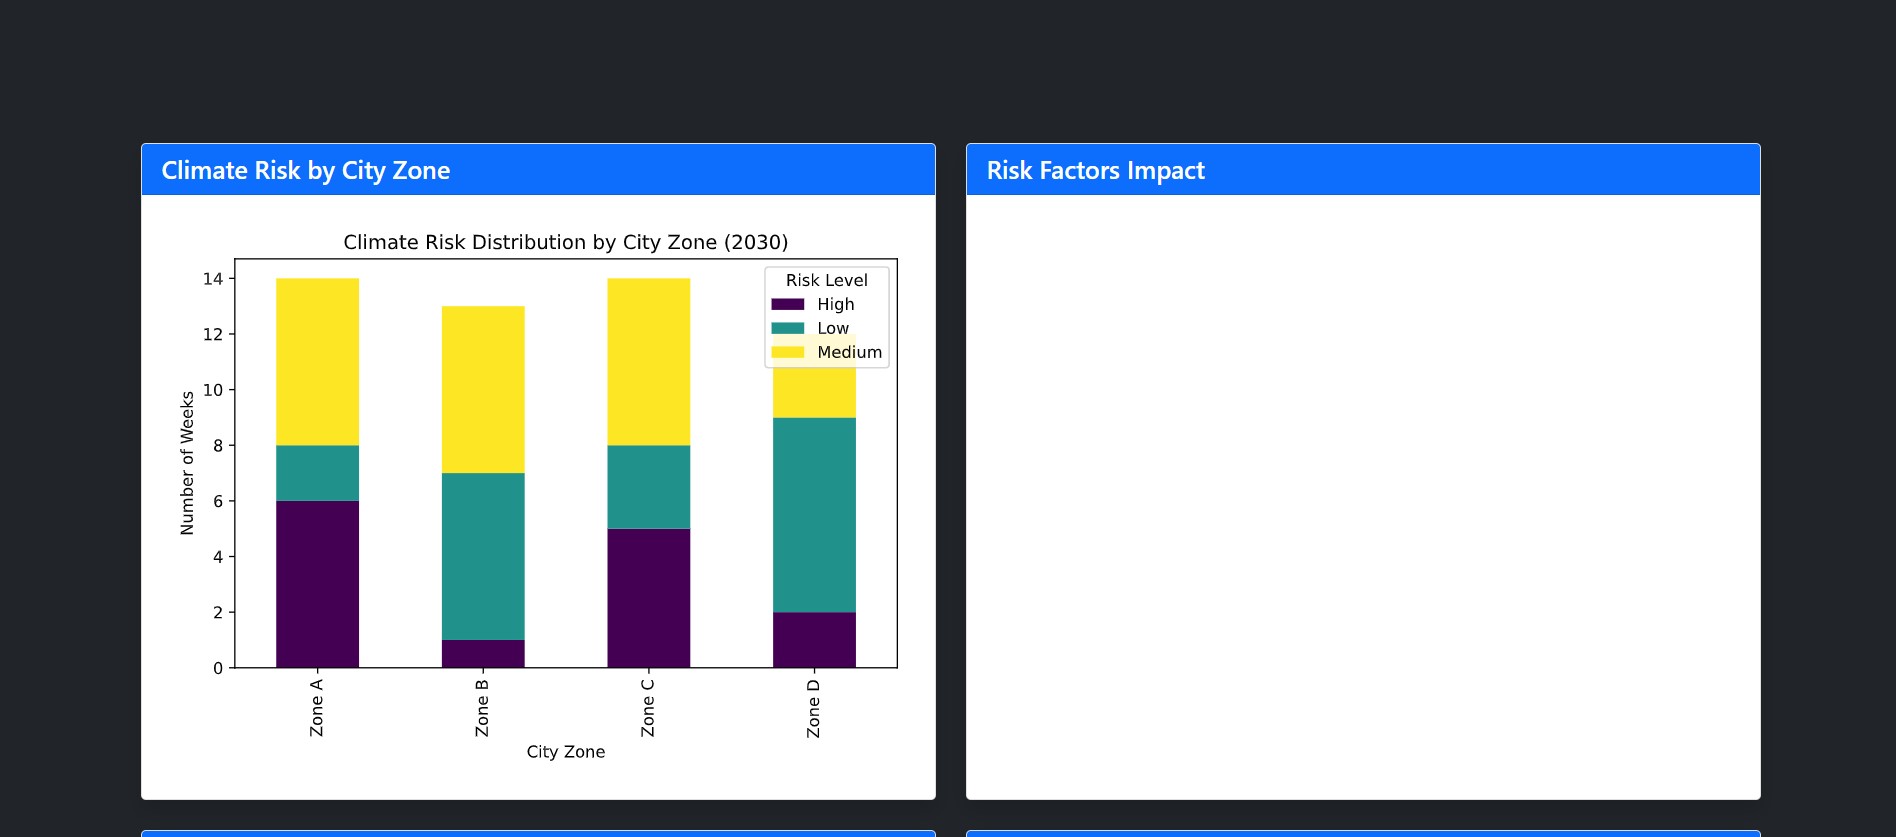 Climate Risk by City Zone
Climate Risk Distribution by City Zone (2030)
Risk Level
High
Low
Medium
14
12
10
8
6
4
2
0
Number of Weeks
Zone A
Zone B
Zone C
Zone D
City Zone
Risk Factors Impact